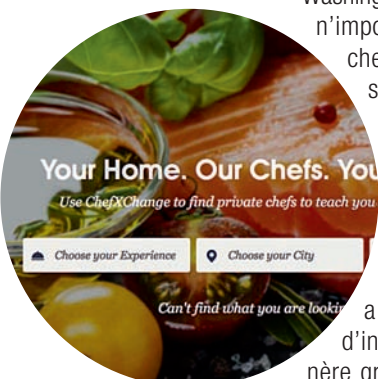 n'impo
che
s
Your Home. Our Chefs. You
Use ChefXChange to find private chefs to teach you
Choose your Experience
Choose your City
Can't find what you are lookin
a
d'in
nère gr